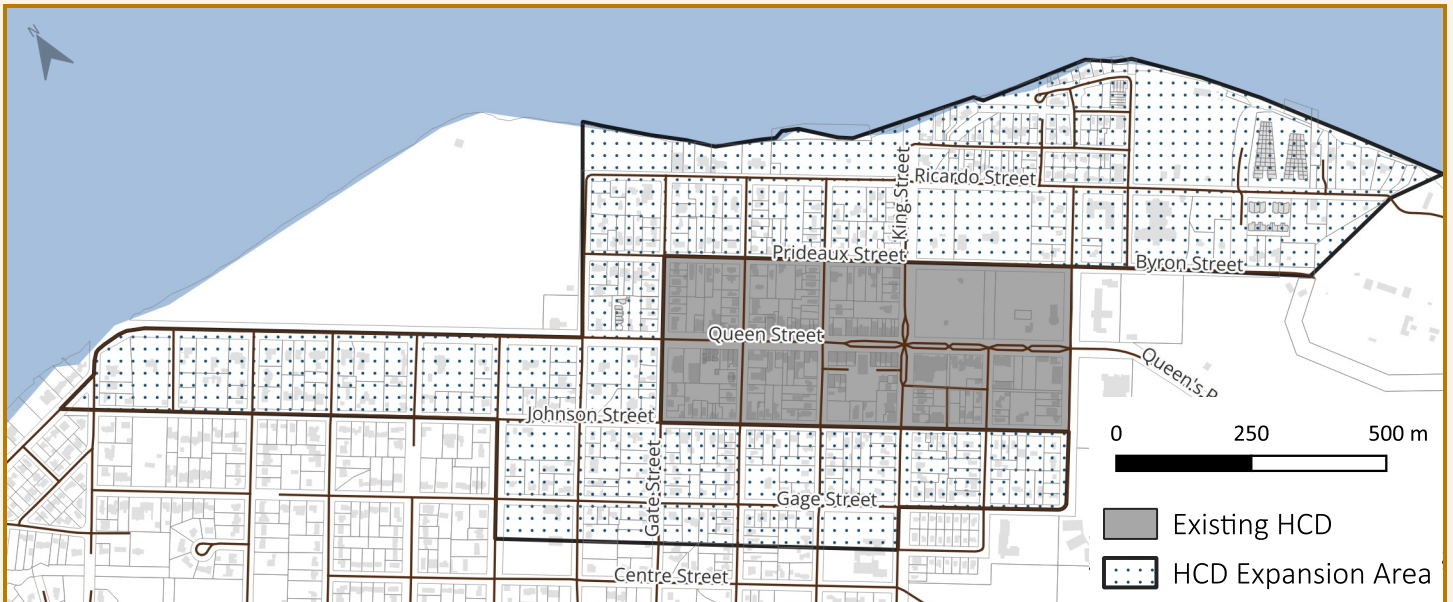 N
King Street
Ricardo Street
Prideaux Street
Byron Street
Queen Street
Queen's P
Johnson Street
Gate Street
Gage Street
Centre Street
0 250 500 m
Existing HCD
HCD Expansion Area